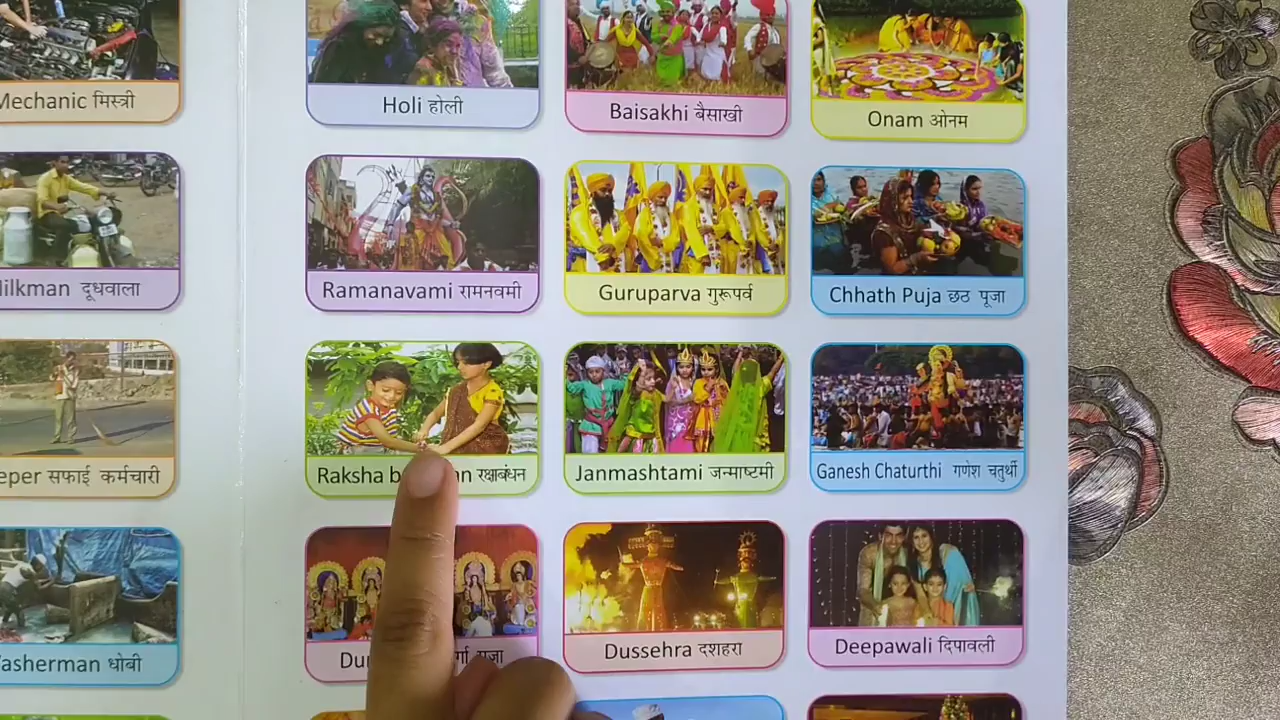 Mechanic मिस्त्री
Holi होली
Baisakhi बैसाखी
Onam ओनम
दूधवाला
Ramanavami रामनवमी
Guruparva गुरूपर्व
Chhath Puja छठ पूजा
सफाई कर्मचारी
Raksha रक्षाबंधन
Janmashtami जन्माष्टमी
Ganesh Chaturthi गणेश चतुर्थी
धोबी
Dussehra दशहरा
Deepawali दिपावली